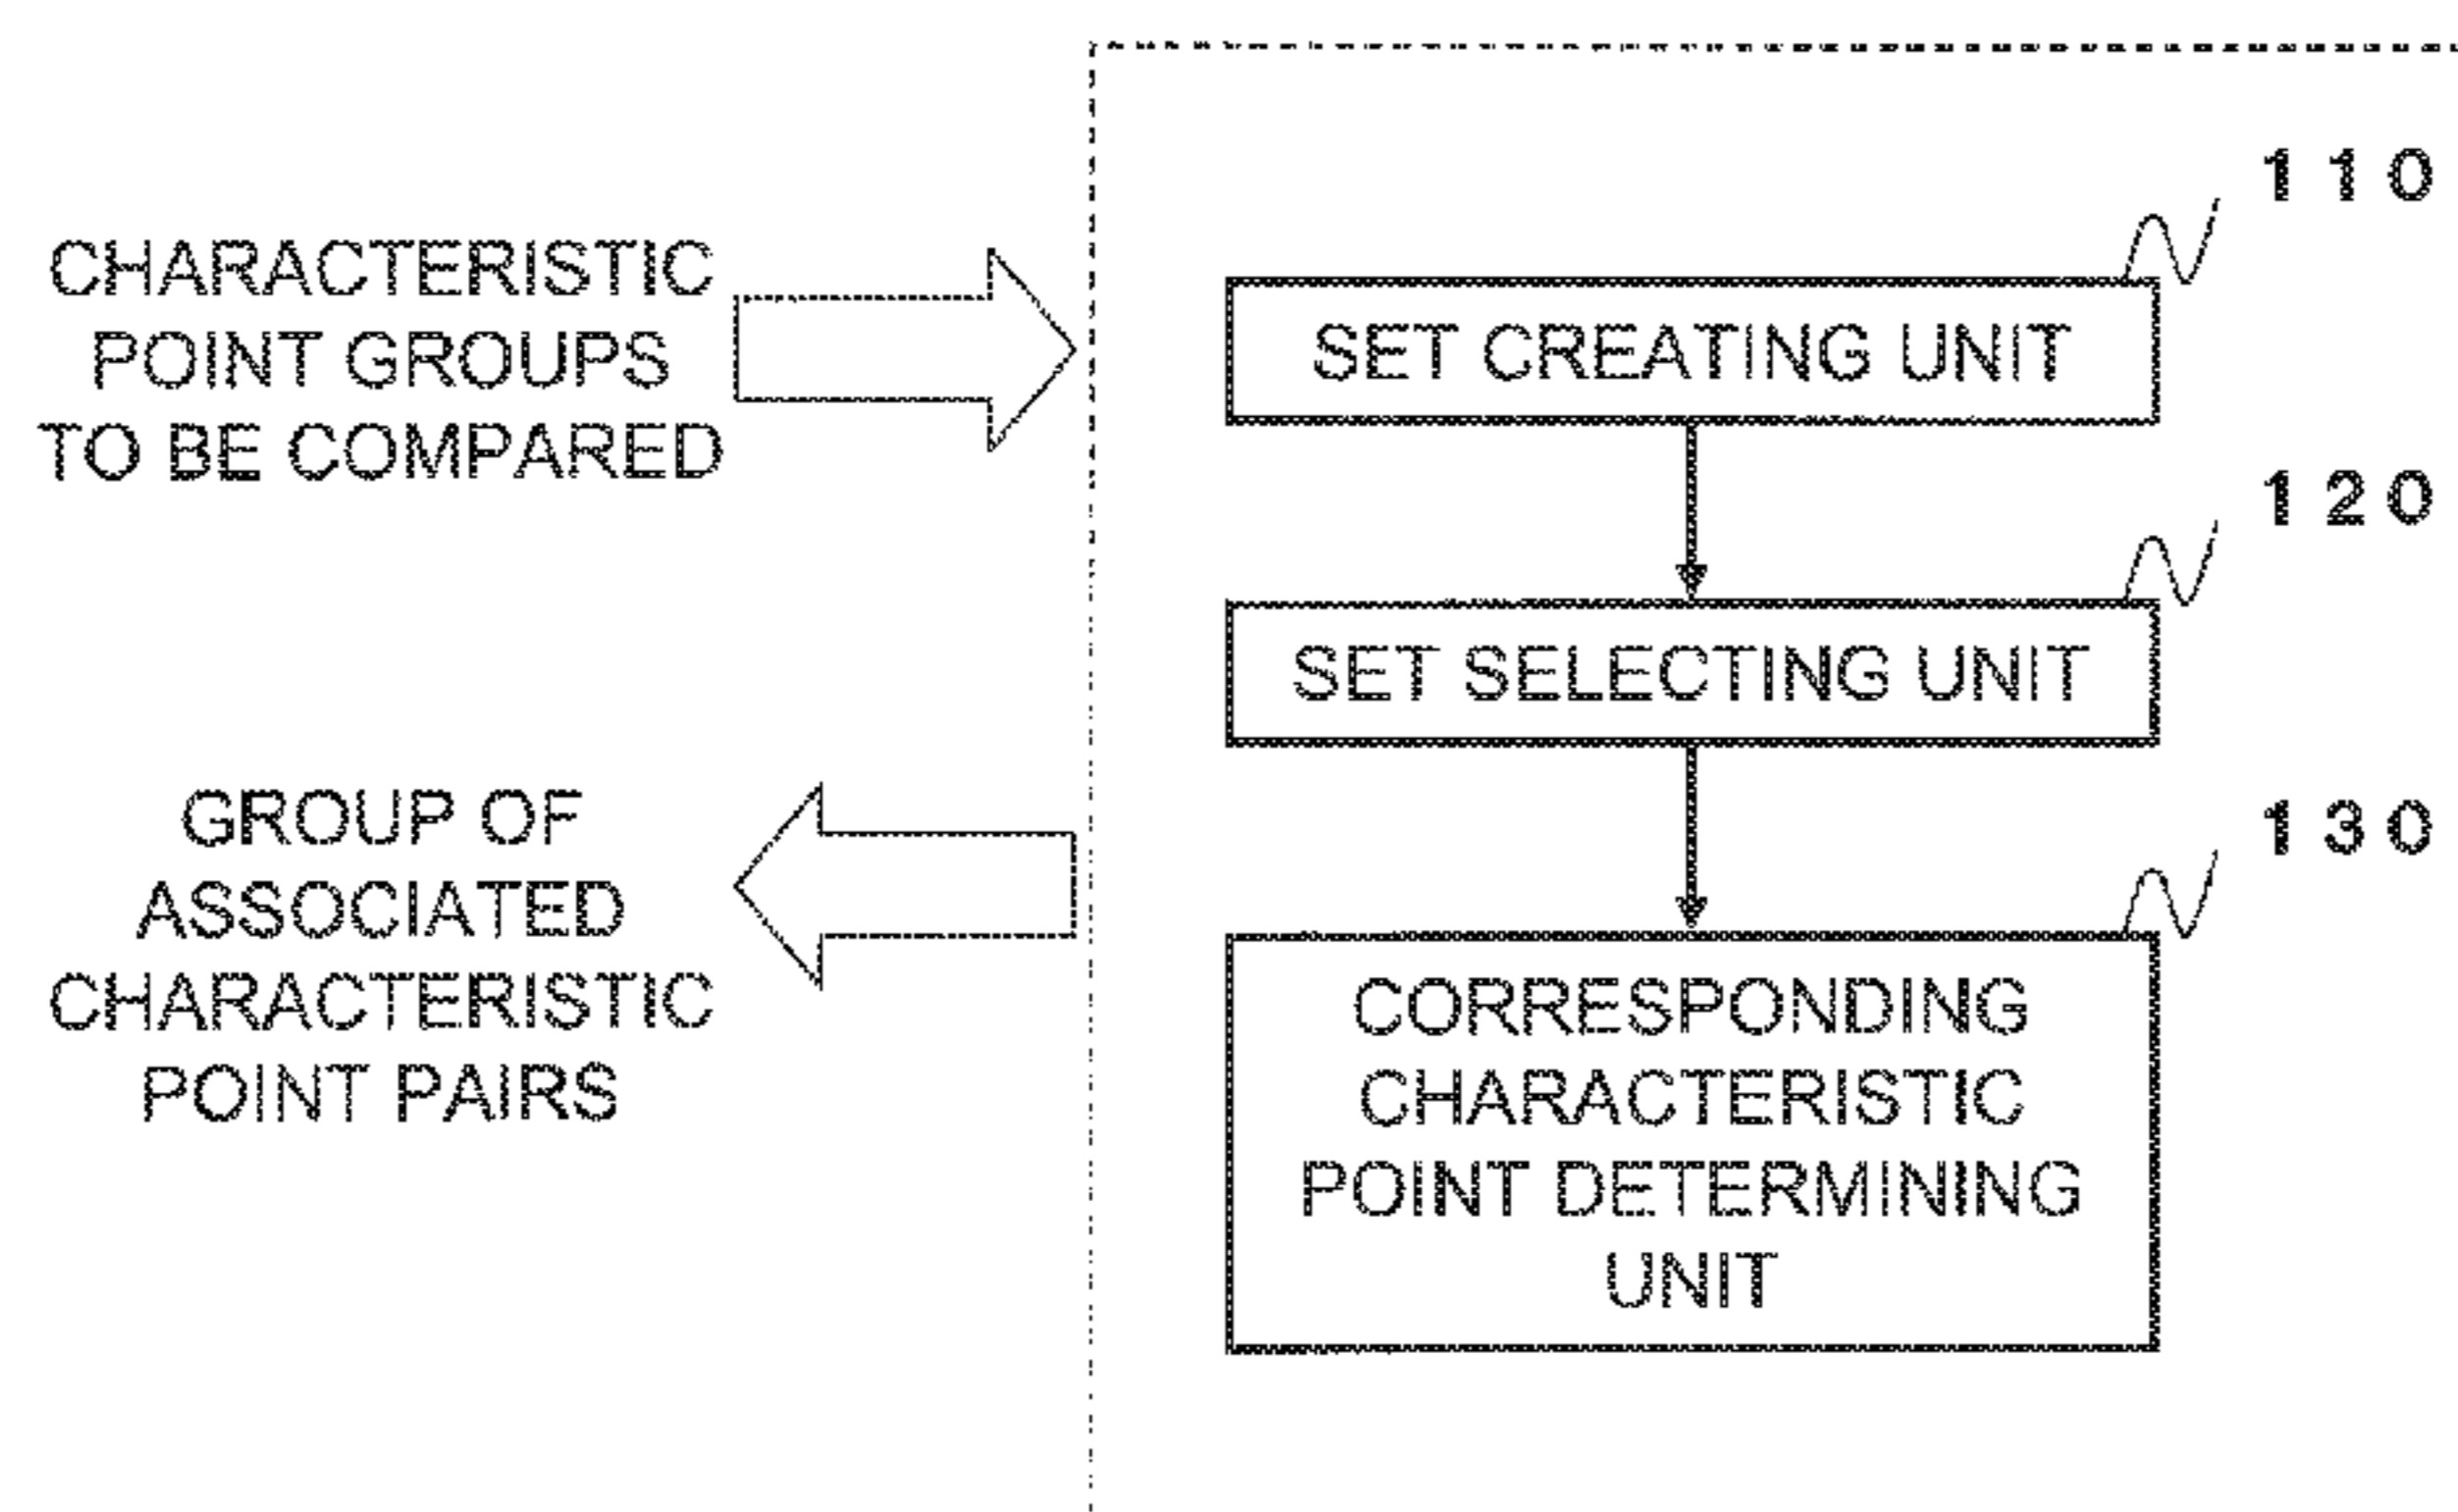 CHARACTERISTIC
POINT GROUPS
TO BE COMPARED
GROUP OF
ASSOCIATED
CHARACTERISTIC
POINT PAIRS
110
SET CREATING UNIT
120
SET SELECTING UNIT
130
CORRESPONDING
CHARACTERISTIC
POINT DETERMINING
UNIT